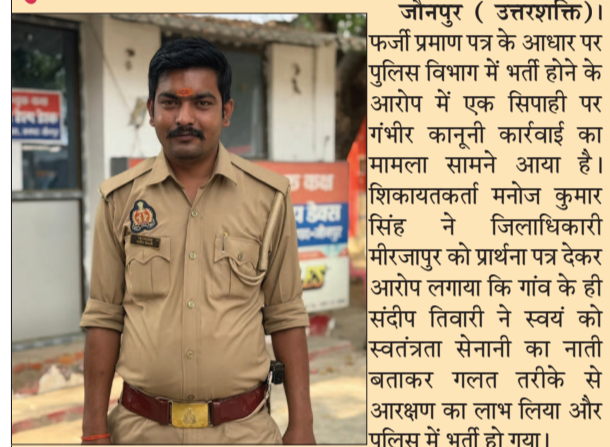 जौनपुर ( उत्तरशक्ति)।
फर्जी प्रमाण पत्र के आधार पर
पुलिस विभाग में भर्ती होने के
आरोप में एक सिपाही पर
गंभीर कानूनी कार्रवाई का
मामला सामने आया है।
शिकायतकर्ता मनोज कुमार
सिंह ने जिलाधिकारी
मीरजापुर को प्रार्थना पत्र देकर
आरोप लगाया कि गांव के ही
संदीप तिवारी ने स्वयं को
स्वतंत्रता सेनानी का नाती
बताकर गलत तरीके से
आरक्षण का लाभ लिया और
पुलिस में भर्ती हो गया।